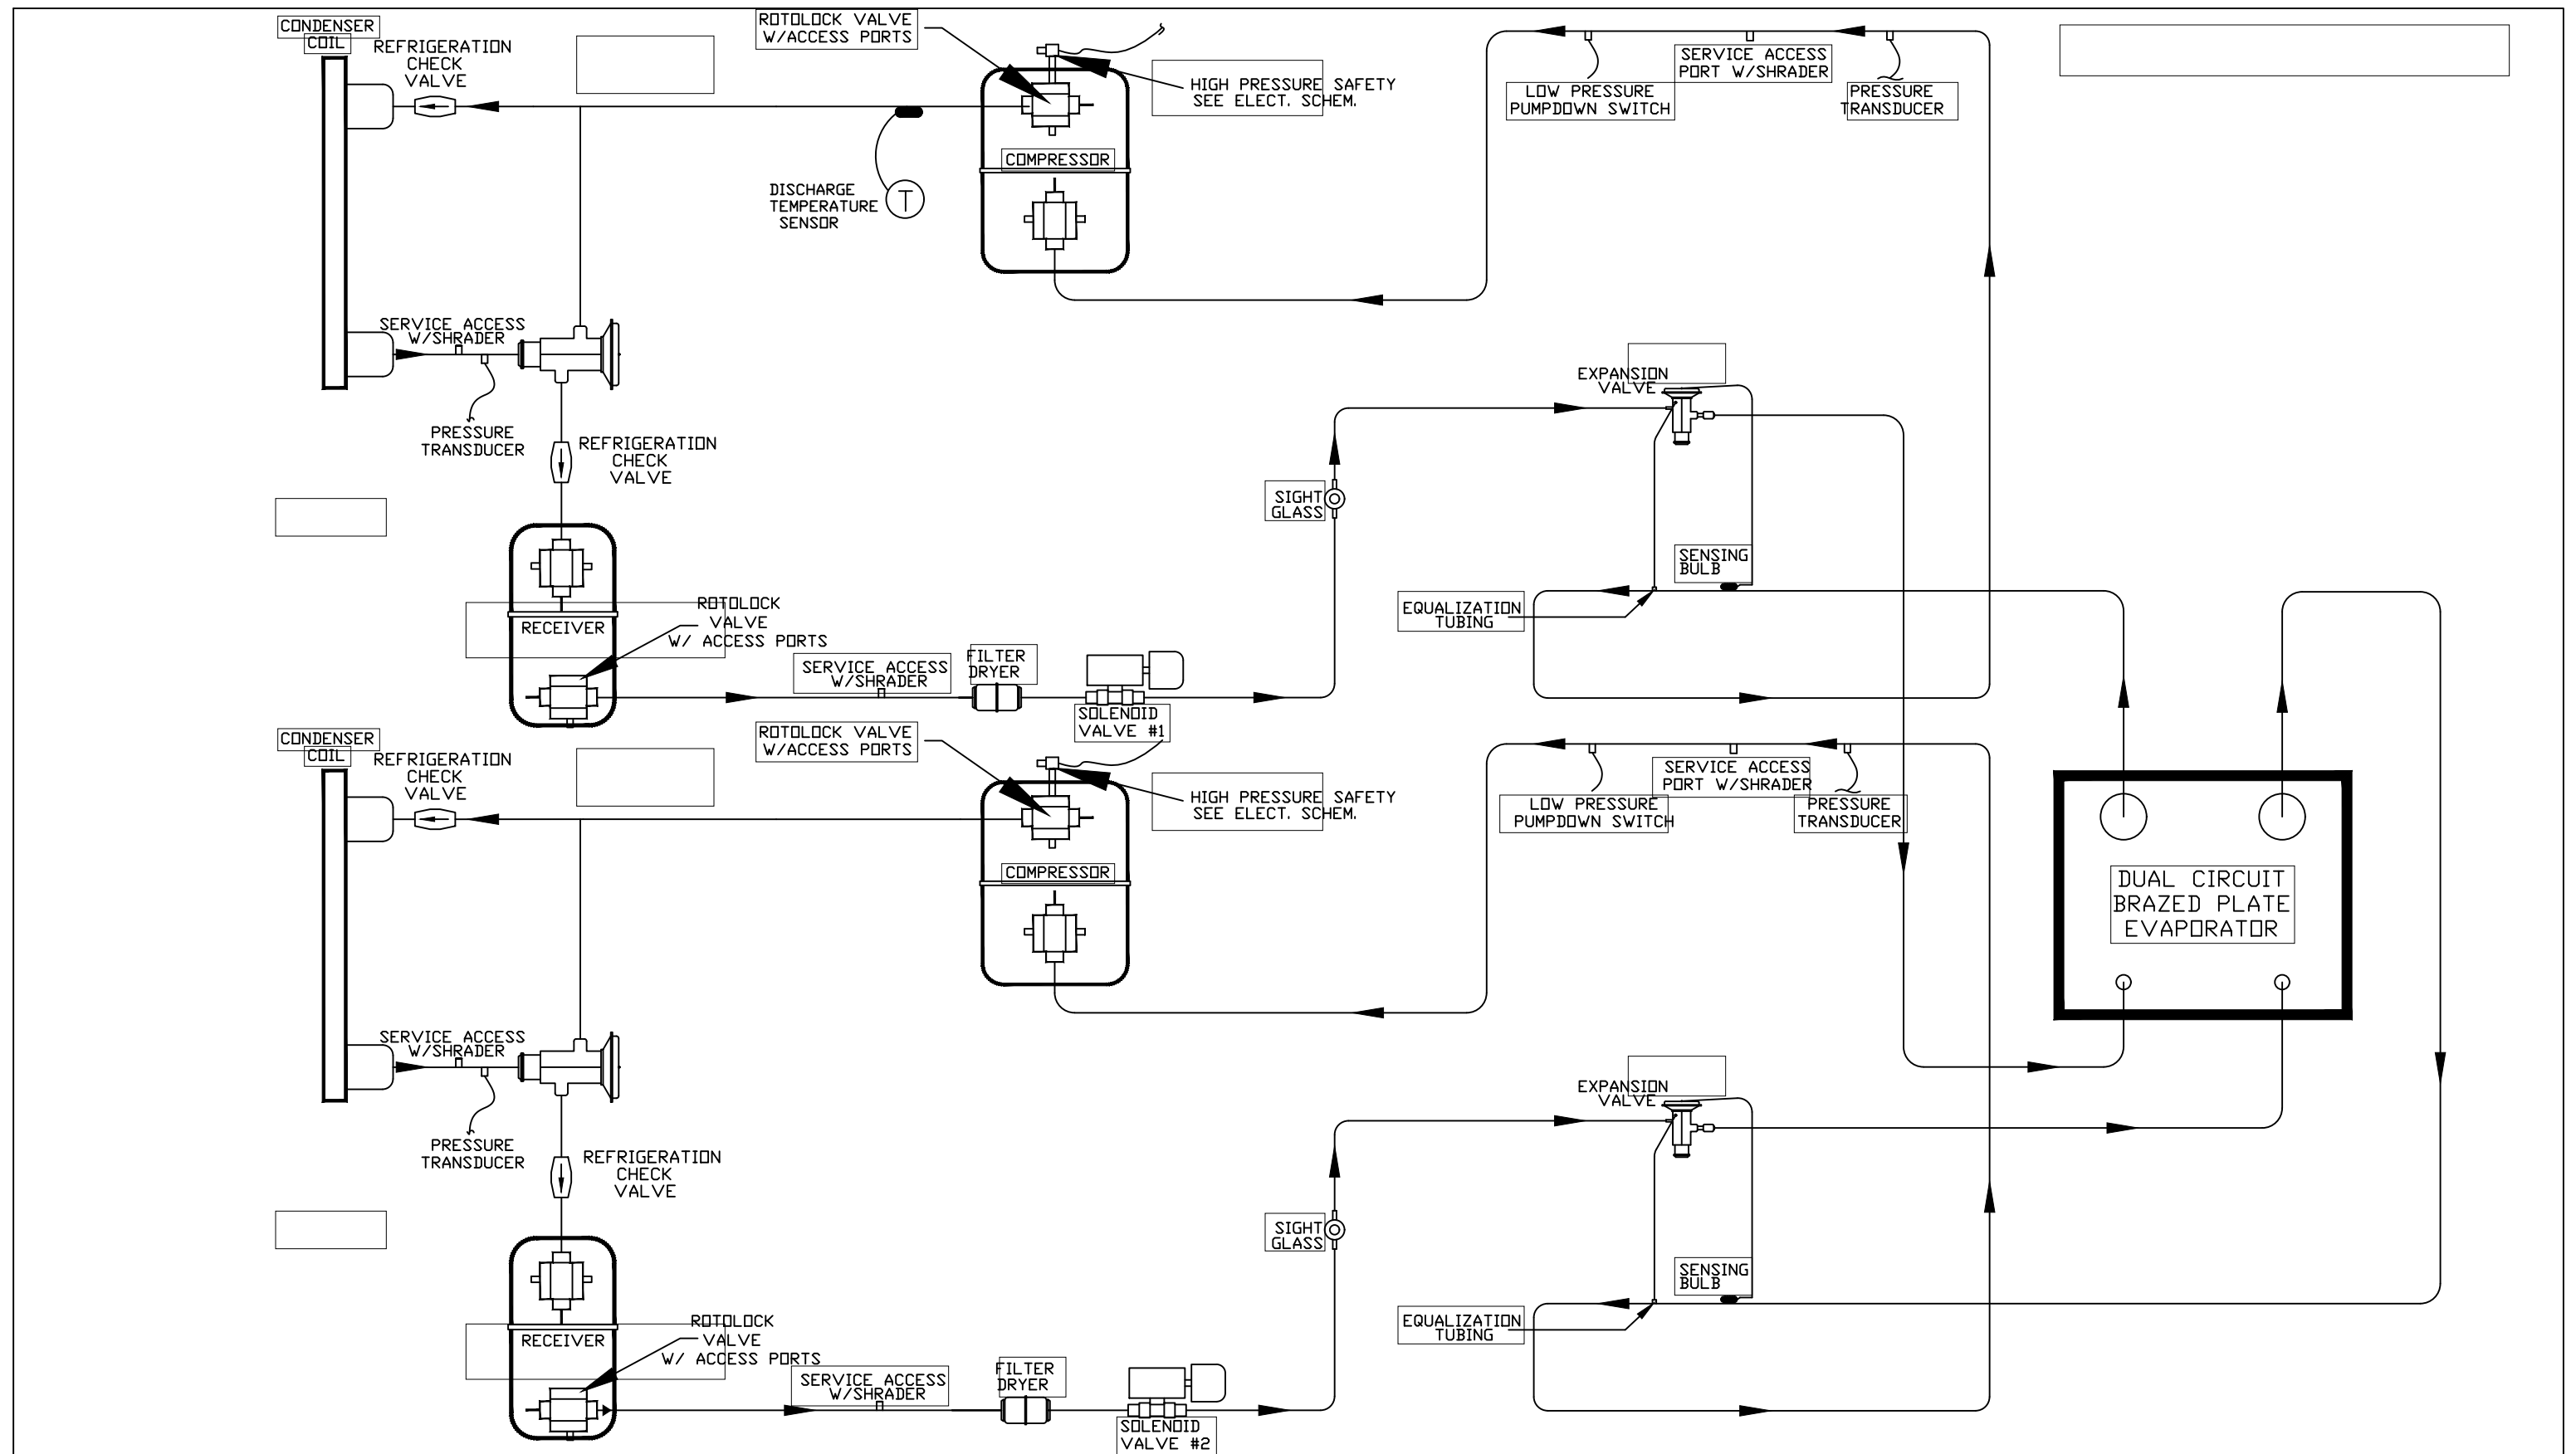 CONDENSER
COIL
REFRIGERATION
CHECK
VALVE
ROTOLOCK VALVE
W/ACCESS PORTS
HIGH PRESSURE SAFETY
SEE ELECT. SCHEM.
LOW PRESSURE
PUMPDOWN SWITCH
SERVICE ACCESS
PORT W/SHRADER
PRESSURE
TRANSDUCER
COMPRESSOR
DISCHARGE
TEMPERATURE
SENSOR
T
SERVICE ACCESS
W/SHRADER
PRESSURE
TRANSDUCER
REFRIGERATION
CHECK
VALVE
EXPANSION
VALVE
SIGHT
GLASS
SENSING
BULB
EQUALIZATION
TUBING
RECEIVER
ROTOLOCK
VALVE
W/ ACCESS PORTS
SERVICE ACCESS
W/SHRADER
FILTER
DRYER
SOLENOID
VALVE #1
CONDENSER
COIL
REFRIGERATION
CHECK
VALVE
ROTOLOCK VALVE
W/ACCESS PORTS
HIGH PRESSURE SAFETY
SEE ELECT. SCHEM.
LOW PRESSURE
PUMPDOWN SWITCH
SERVICE ACCESS
PORT W/SHRADER
PRESSURE
TRANSDUCER
COMPRESSOR
DUAL CIRCUIT
BRAZED PLATE
EVAPORATOR
SERVICE ACCESS
W/SHRADER
PRESSURE
TRANSDUCER
REFRIGERATION
CHECK
VALVE
EXPANSION
VALVE
SIGHT
GLASS
SENSING
BULB
EQUALIZATION
TUBING
RECEIVER
ROTOLOCK
VALVE
W/ ACCESS PORTS
SERVICE ACCESS
W/SHRADER
FILTER
DRYER
SOLENOID
VALVE #2